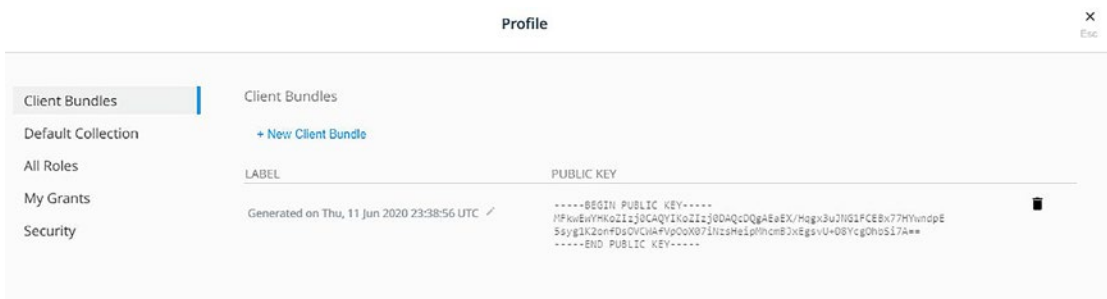 Profile
×
Esc
Client Bundles
Default Collection
All Roles
My Grants
Security
Client Bundles
+ New Client Bundle
LABEL PUBLIC KEY
Generated on Thu, 11 Jun 2020 23:38:56 UTC
-----BEGIN PUBLIC KEY-----
-----END PUBLIC KEY-----